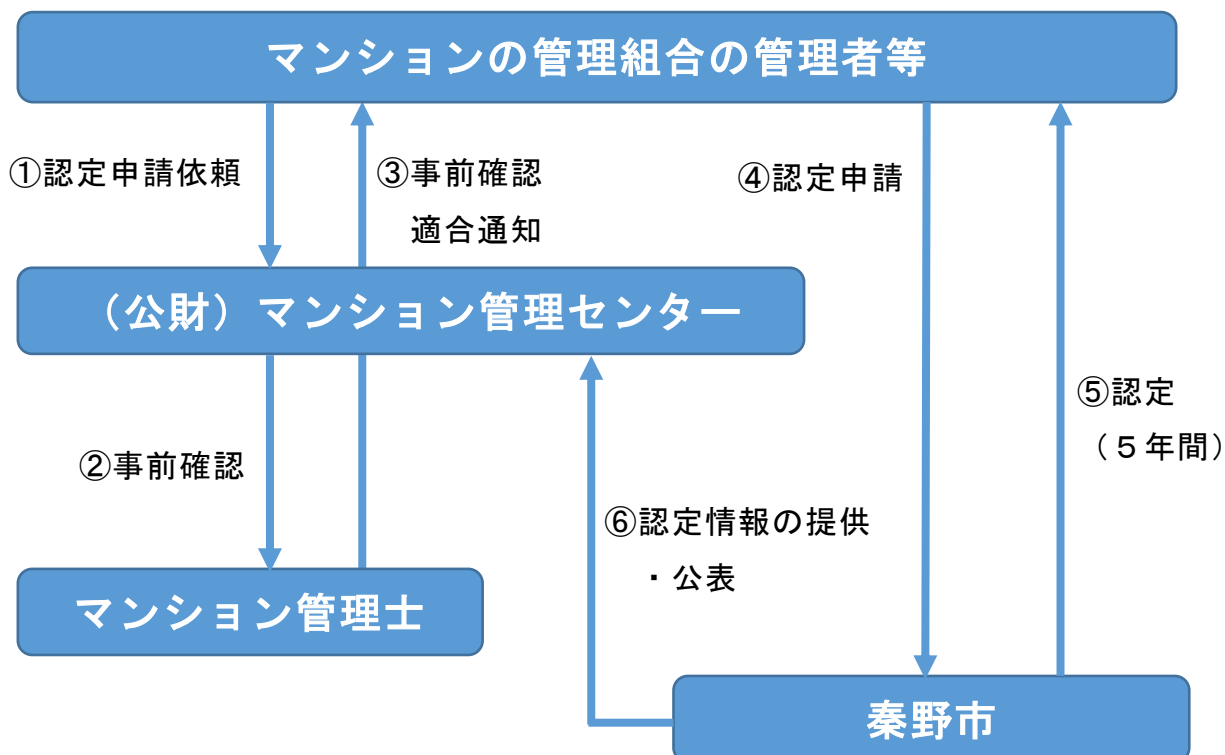 マンションの管理組合の管理者等
①認定申請依頼
③事前確認
適合通知
④認定申請
（公財）マンション管理センター
⑤認定
（５年間）
②事前確認
⑥認定情報の提供
・公表
マンション管理士
秦野市